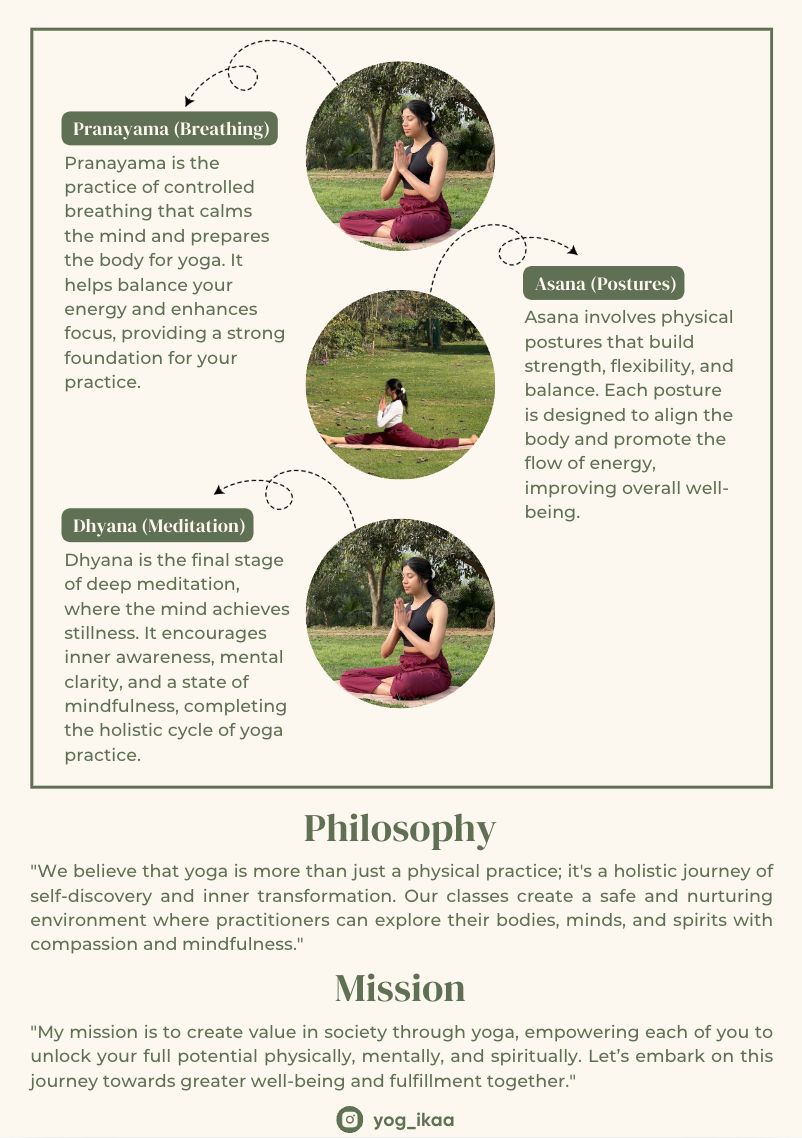 Pranayama (Breathing)
Pranayama is the
practice of controlled
breathing that calms
the mind and prepares
the body for yoga. It
helps balance your
energy and enhances
focus, providing a strong
foundation for your
practice.
Asana (Postures)
Asana involves physical
postures that build
strength, flexibility, and
balance. Each posture
is designed to align the
body and promote the
flow of energy,
improving overall well-
being.
Dhyana (Meditation)
Dhyana is the final stage
of deep meditation,
where the mind achieves
stillness. It encourages
inner awareness, mental
clarity, and a state of
mindfulness, completing
the holistic cycle of yoga
practice.
Philosophy
"We believe that yoga is more than just a physical practice; it's a holistic journey of
self-discovery and inner transformation. Our classes create a safe and nurturing
environment where practitioners can explore their bodies, minds, and spirits with
compassion and mindfulness."
Mission
"My mission is to create value in society through yoga, empowering each of you to
unlock your full potential physically, mentally, and spiritually. Let’s embark on this
journey towards greater well-being and fulfillment together."
yog_ikaa